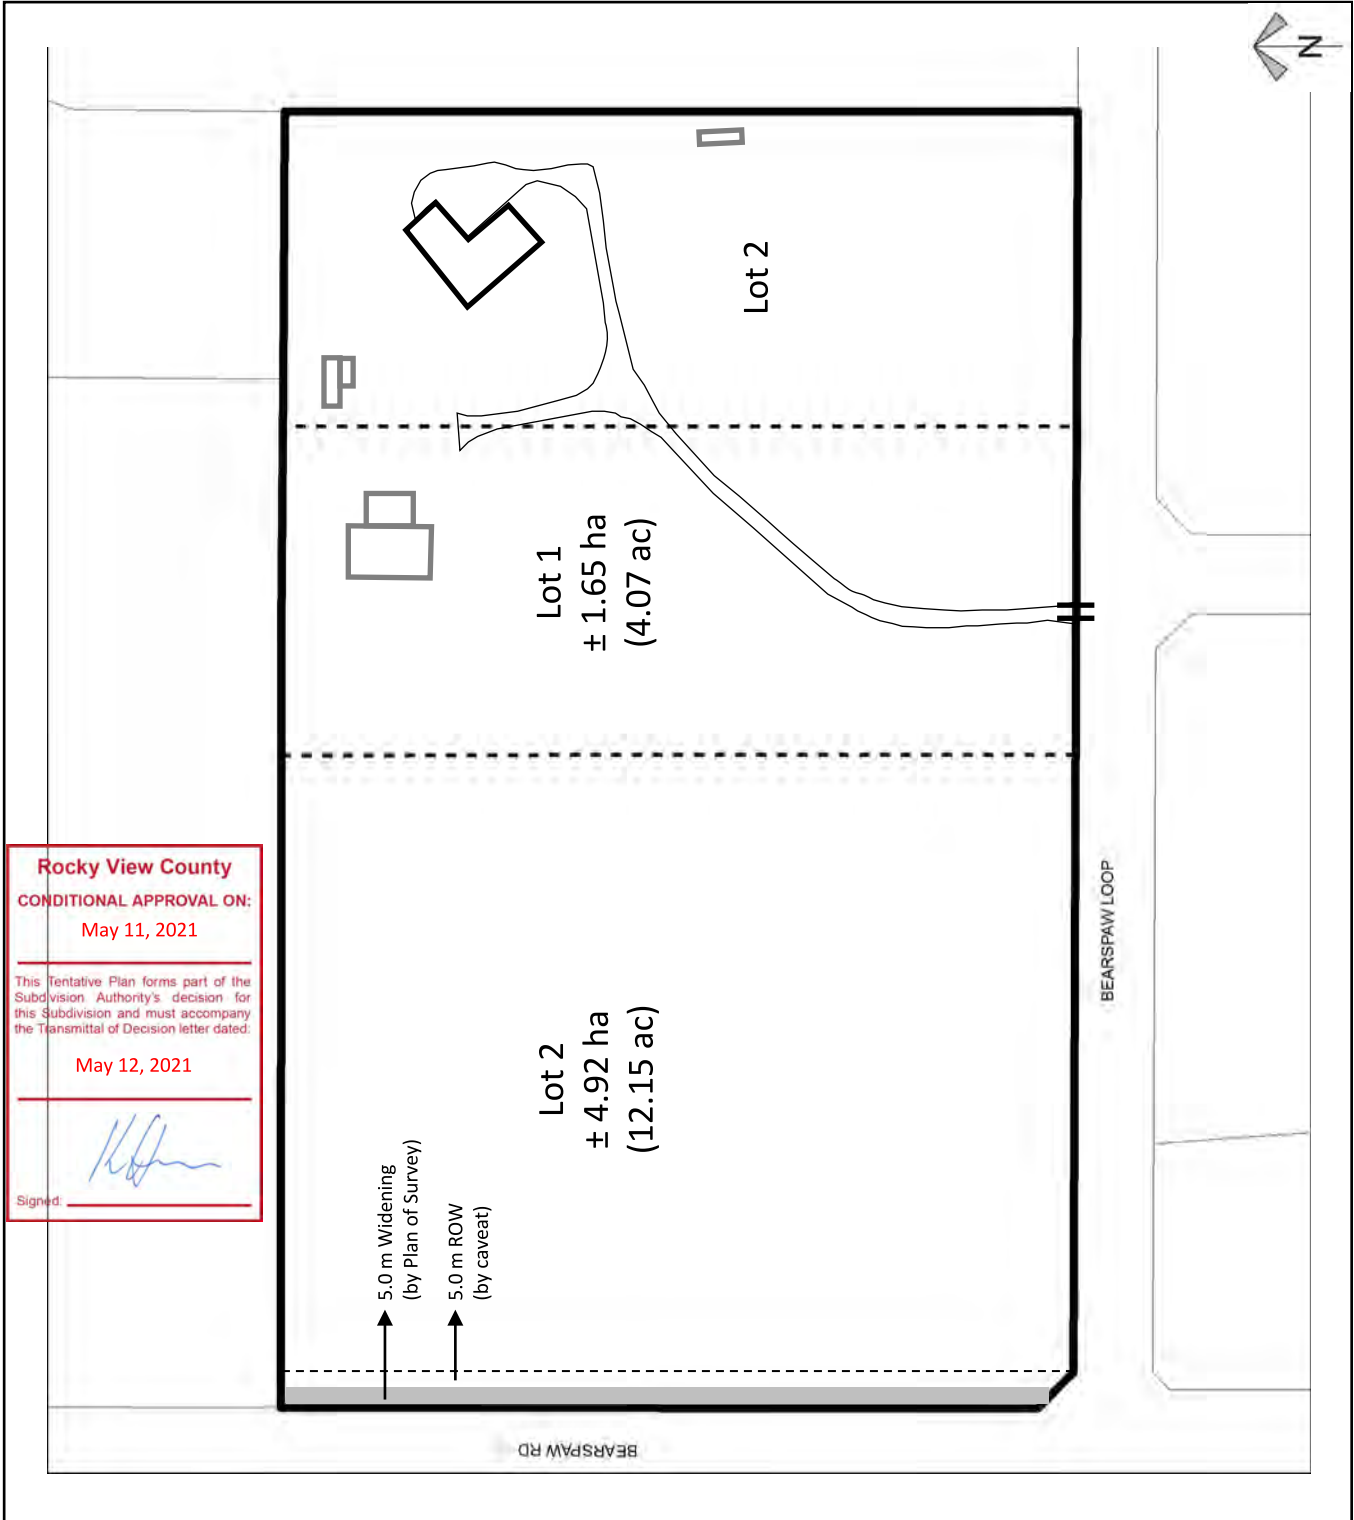 N
Lot 2
Lot 1
± 1.65 ha
(4.07 ac)
Rocky View County
CONDITIONAL APPROVAL ON:
May 11, 2021
This Tentative Plan forms part of the
Subdivision Authority's decision for
this Subdivision and must accompany
the Transmittal of Decision letter dated:
May 12, 2021
Signed:
BEARSPAW LOOP
Lot 2
± 4.92 ha
(12.15 ac)
5.0 m Widening
(by Plan of Survey)
5.0 m ROW
(by caveat)
BEARSPAW RD